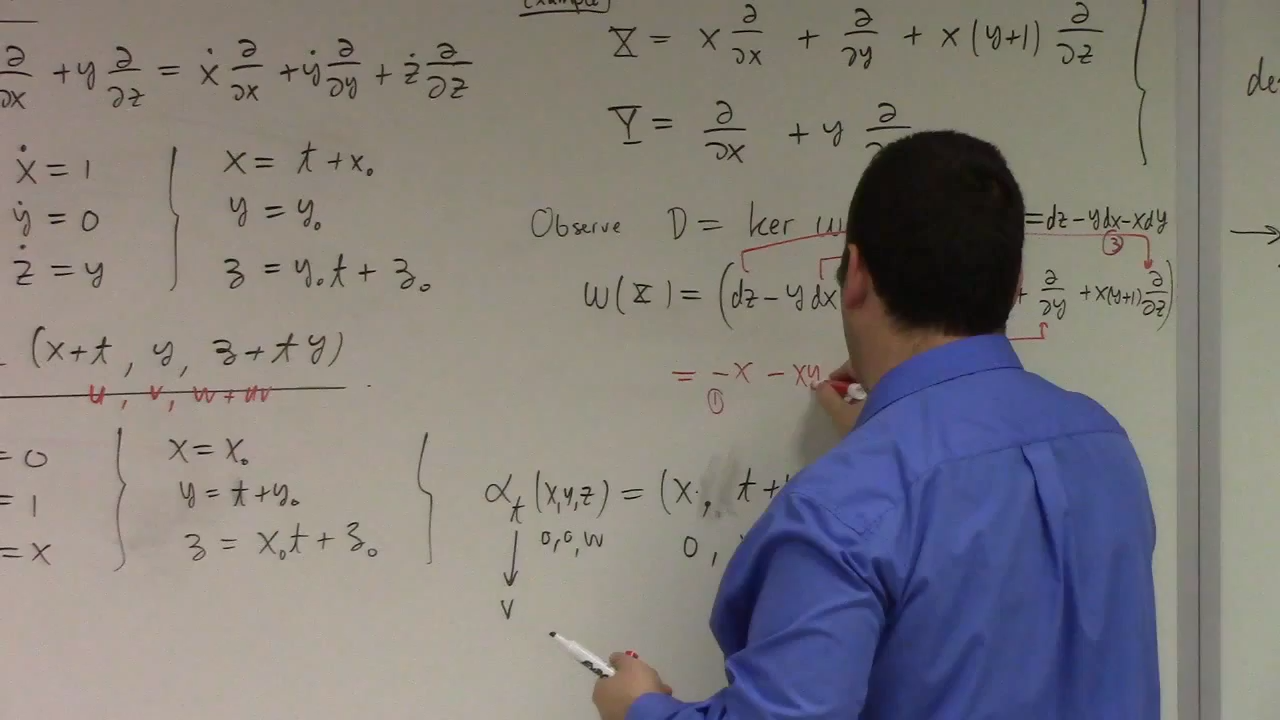 Example
X = x ∂/∂x + ∂/∂y + x(y+1) ∂/∂z
Y = ∂/∂x + y ∂
∂/∂x + y ∂/∂z = ẋ ∂/∂x + ẏ ∂/∂y + ż ∂/∂z
ẋ = 1
ẏ = 0
ż = y
x = t + x₀
y = y₀
z = y₀t + z₀
(x+t, y, z+ty)
u, v, w+uv
= 0
= 1
= x
x = x₀
y = t+y₀
z = x₀t + z₀
Observe D = ker ω = dz - ydx - xdy
③
ω(X) = (dz - y dx + ∂/∂y + x(y+1) ∂/∂z)
= -x - xy
①
α_t (x,y,z) = (x, t+
0,0,w 0,
v
de
→